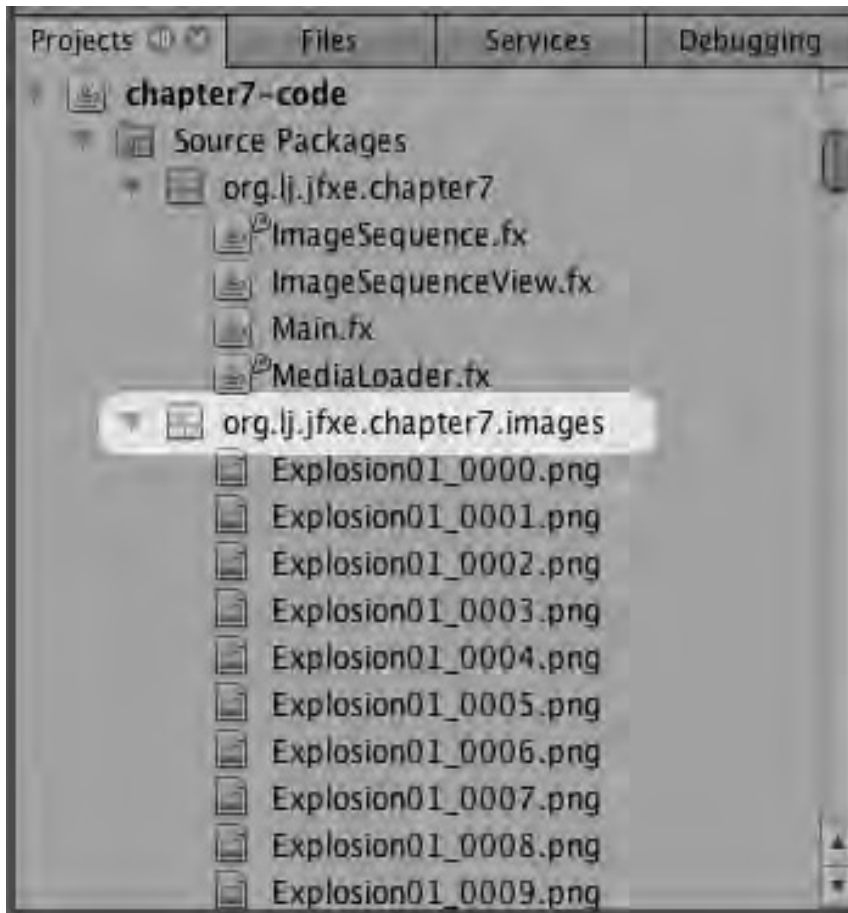 Projects Files Services Debugging
chapter7-code
Source Packages
org.lj.jfxe.chapter7
ImageSequence.fx
ImageSequenceView.fx
Main.fx
MediaLoader.fx
org.lj.jfxe.chapter7.images
Explosion01_0000.png
Explosion01_0001.png
Explosion01_0002.png
Explosion01_0003.png
Explosion01_0004.png
Explosion01_0005.png
Explosion01_0006.png
Explosion01_0007.png
Explosion01_0008.png
Explosion01_0009.png